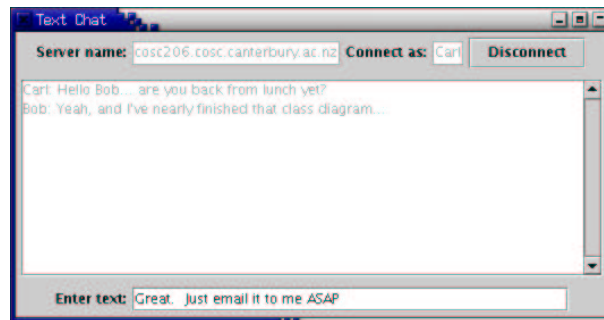 Text Chat
Server name: cosc206.cosc.canterbury.ac.nz Connect as: Carl Disconnect
Carl: Hello Bob... are you back from lunch yet?
Bob: Yeah, and I've nearly finished that class diagram...
Enter text: Great. Just email it to me ASAP